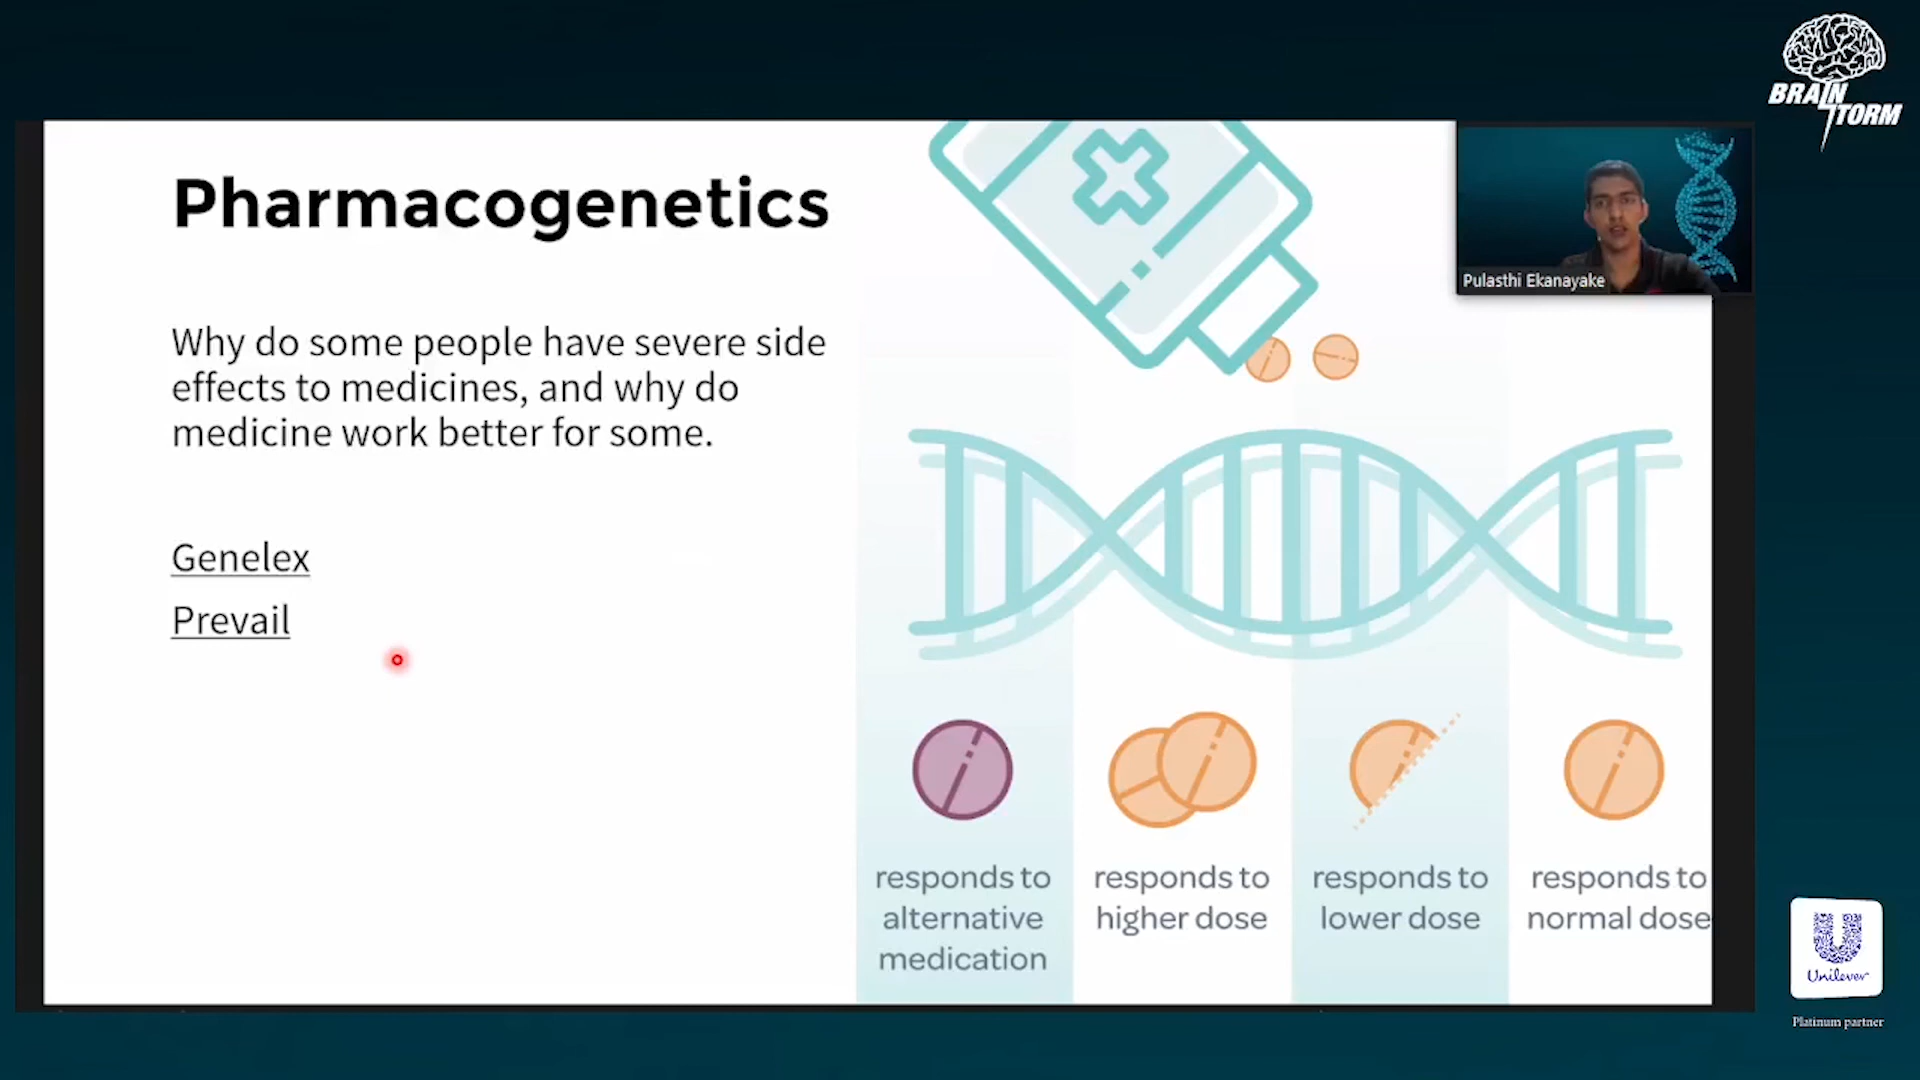 BRAIN
STORM
Pharmacogenetics
Pulasthi Ekanayake
Why do some people have severe side
effects to medicines, and why do
medicine work better for some.
Genelex
Prevail
responds to
alternative
medication
responds to
higher dose
responds to
lower dose
responds to
normal dose
Unilever
Platinum partner